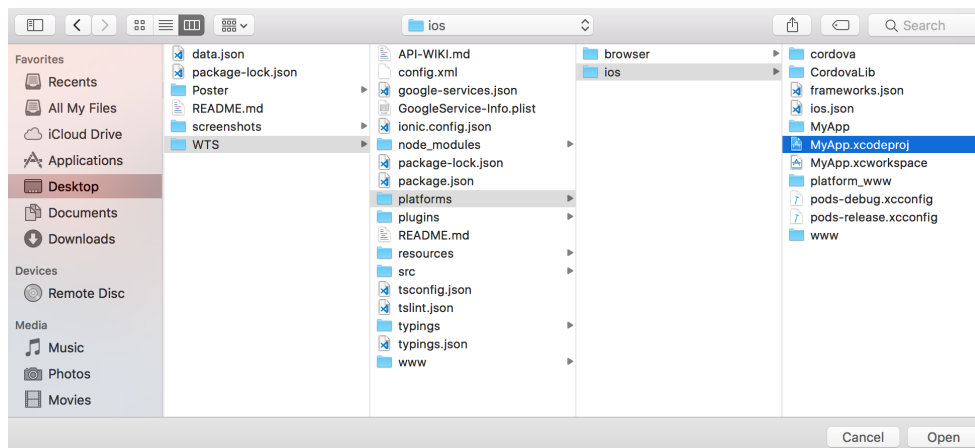 ios
Search
Favorites
Recents
All My Files
iCloud Drive
Applications
Desktop
Documents
Downloads
Devices
Remote Disc
Media
Music
Photos
Movies
data.json
package-lock.json
Poster
README.md
screenshots
WTS
API-WIKI.md
config.xml
google-services.json
GoogleService-Info.plist
ionic.config.json
node_modules
package-lock.json
package.json
platforms
plugins
README.md
resources
src
tsconfig.json
tslint.json
typings
typings.json
www
browser
ios
cordova
CordovaLib
frameworks.json
ios.json
MyApp
MyApp.xcodeproj
MyApp.xcworkspace
platform_www
pods-debug.xcconfig
pods-release.xcconfig
www
Cancel
Open